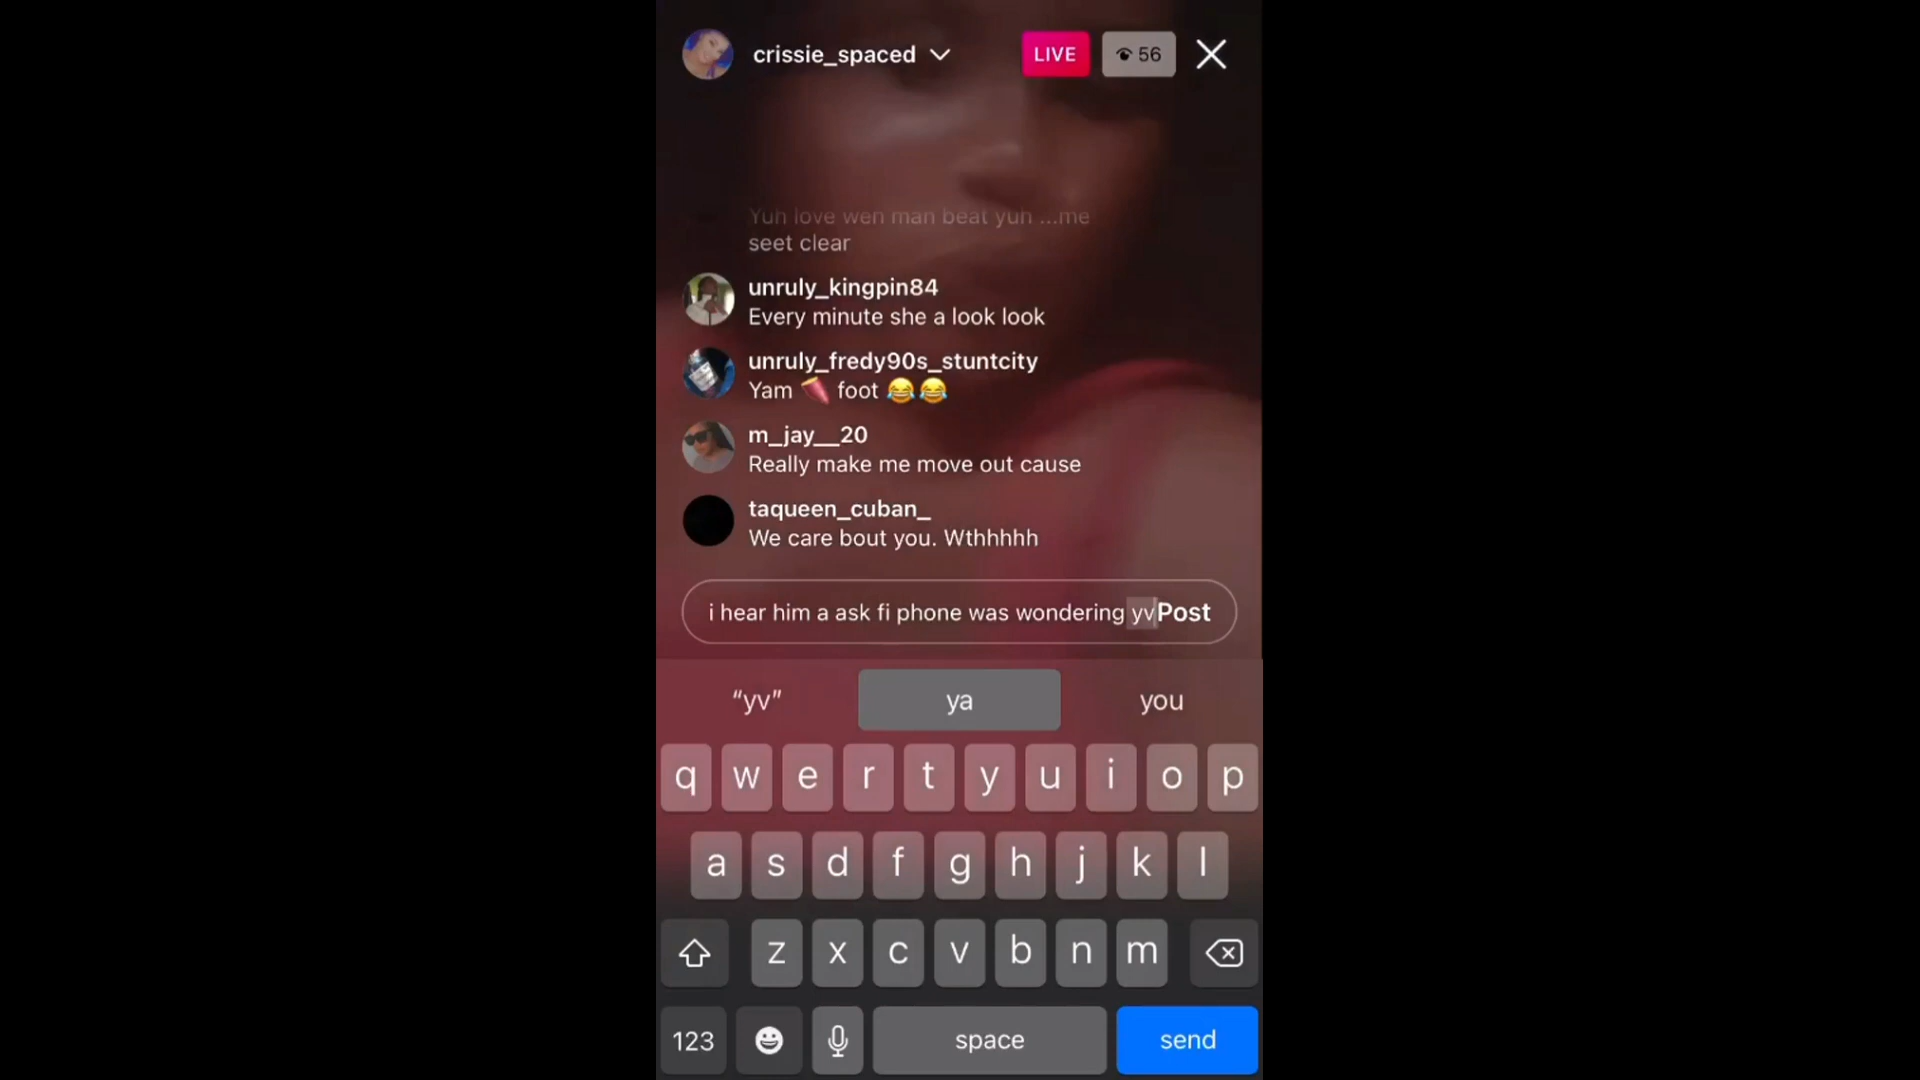 crissie_spaced
LIVE
56
Yuh love wen man beat yuh ...me
seet clear
unruly_kingpin84
Every minute she a look look
unruly_fredy90s_stuntcity
Yam 🍠 foot 😂😂
m_jay__20
Really make me move out cause
taqueen_cuban_
We care bout you. Wthhhhh
i hear him a ask fi phone was wondering yv Post
“yv” ya you
q w e r t y u i o p
a s d f g h j k l
z x c v b n m
123 space send